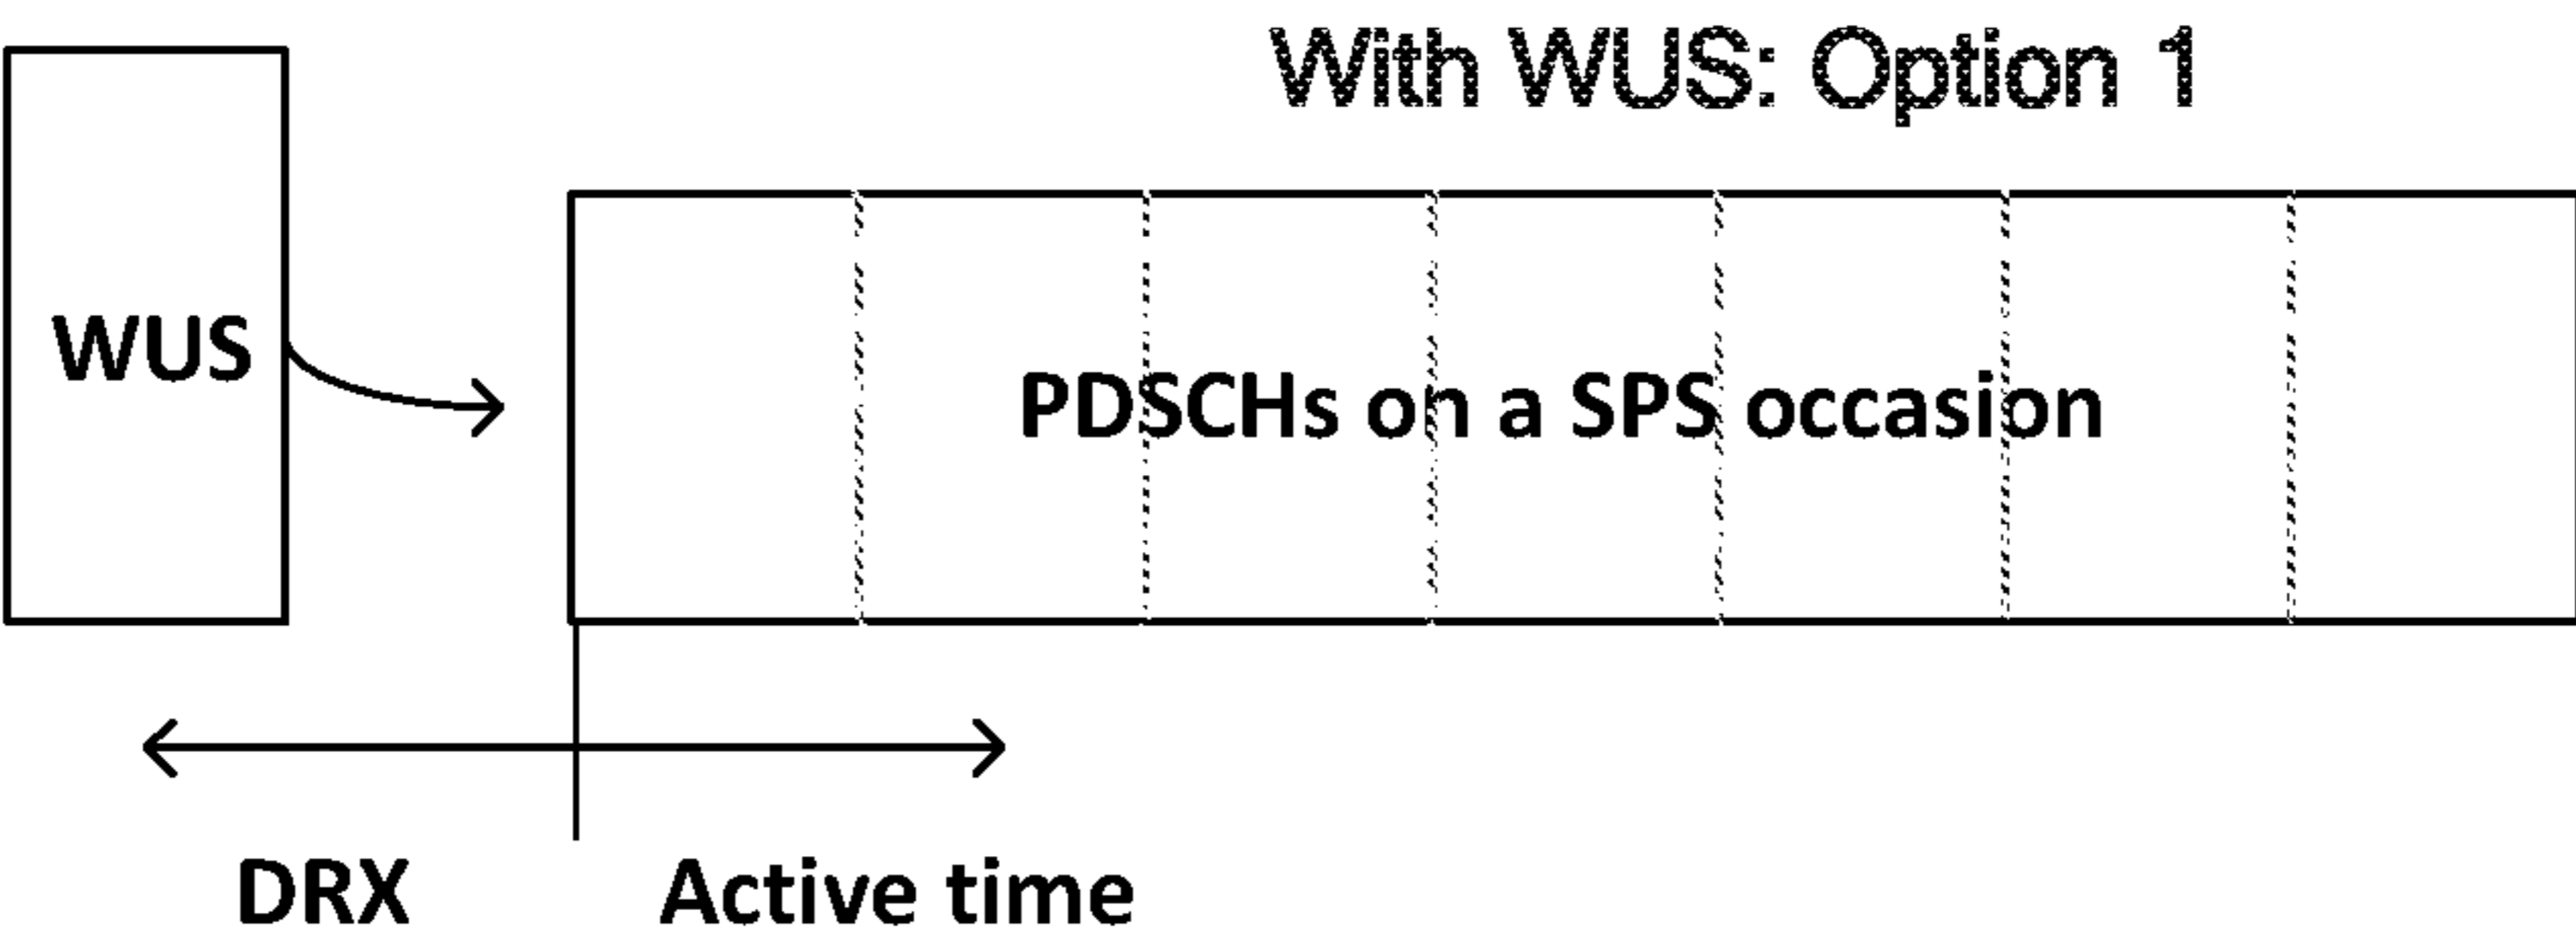 With WUS: Option 1
WUS
PDSCHs on a SPS occasion
DRX
Active time